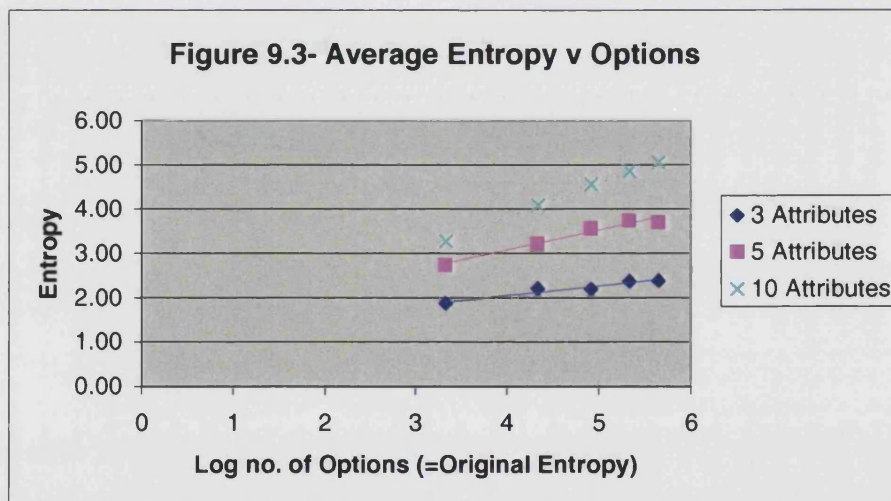 Figure 9.3- Average Entropy v Options
6.00
5.00
4.00
3.00
2.00
1.00
0.00
Entropy
0 1 2 3 4 5 6
Log no. of Options (=Original Entropy)
3 Attributes
5 Attributes
10 Attributes